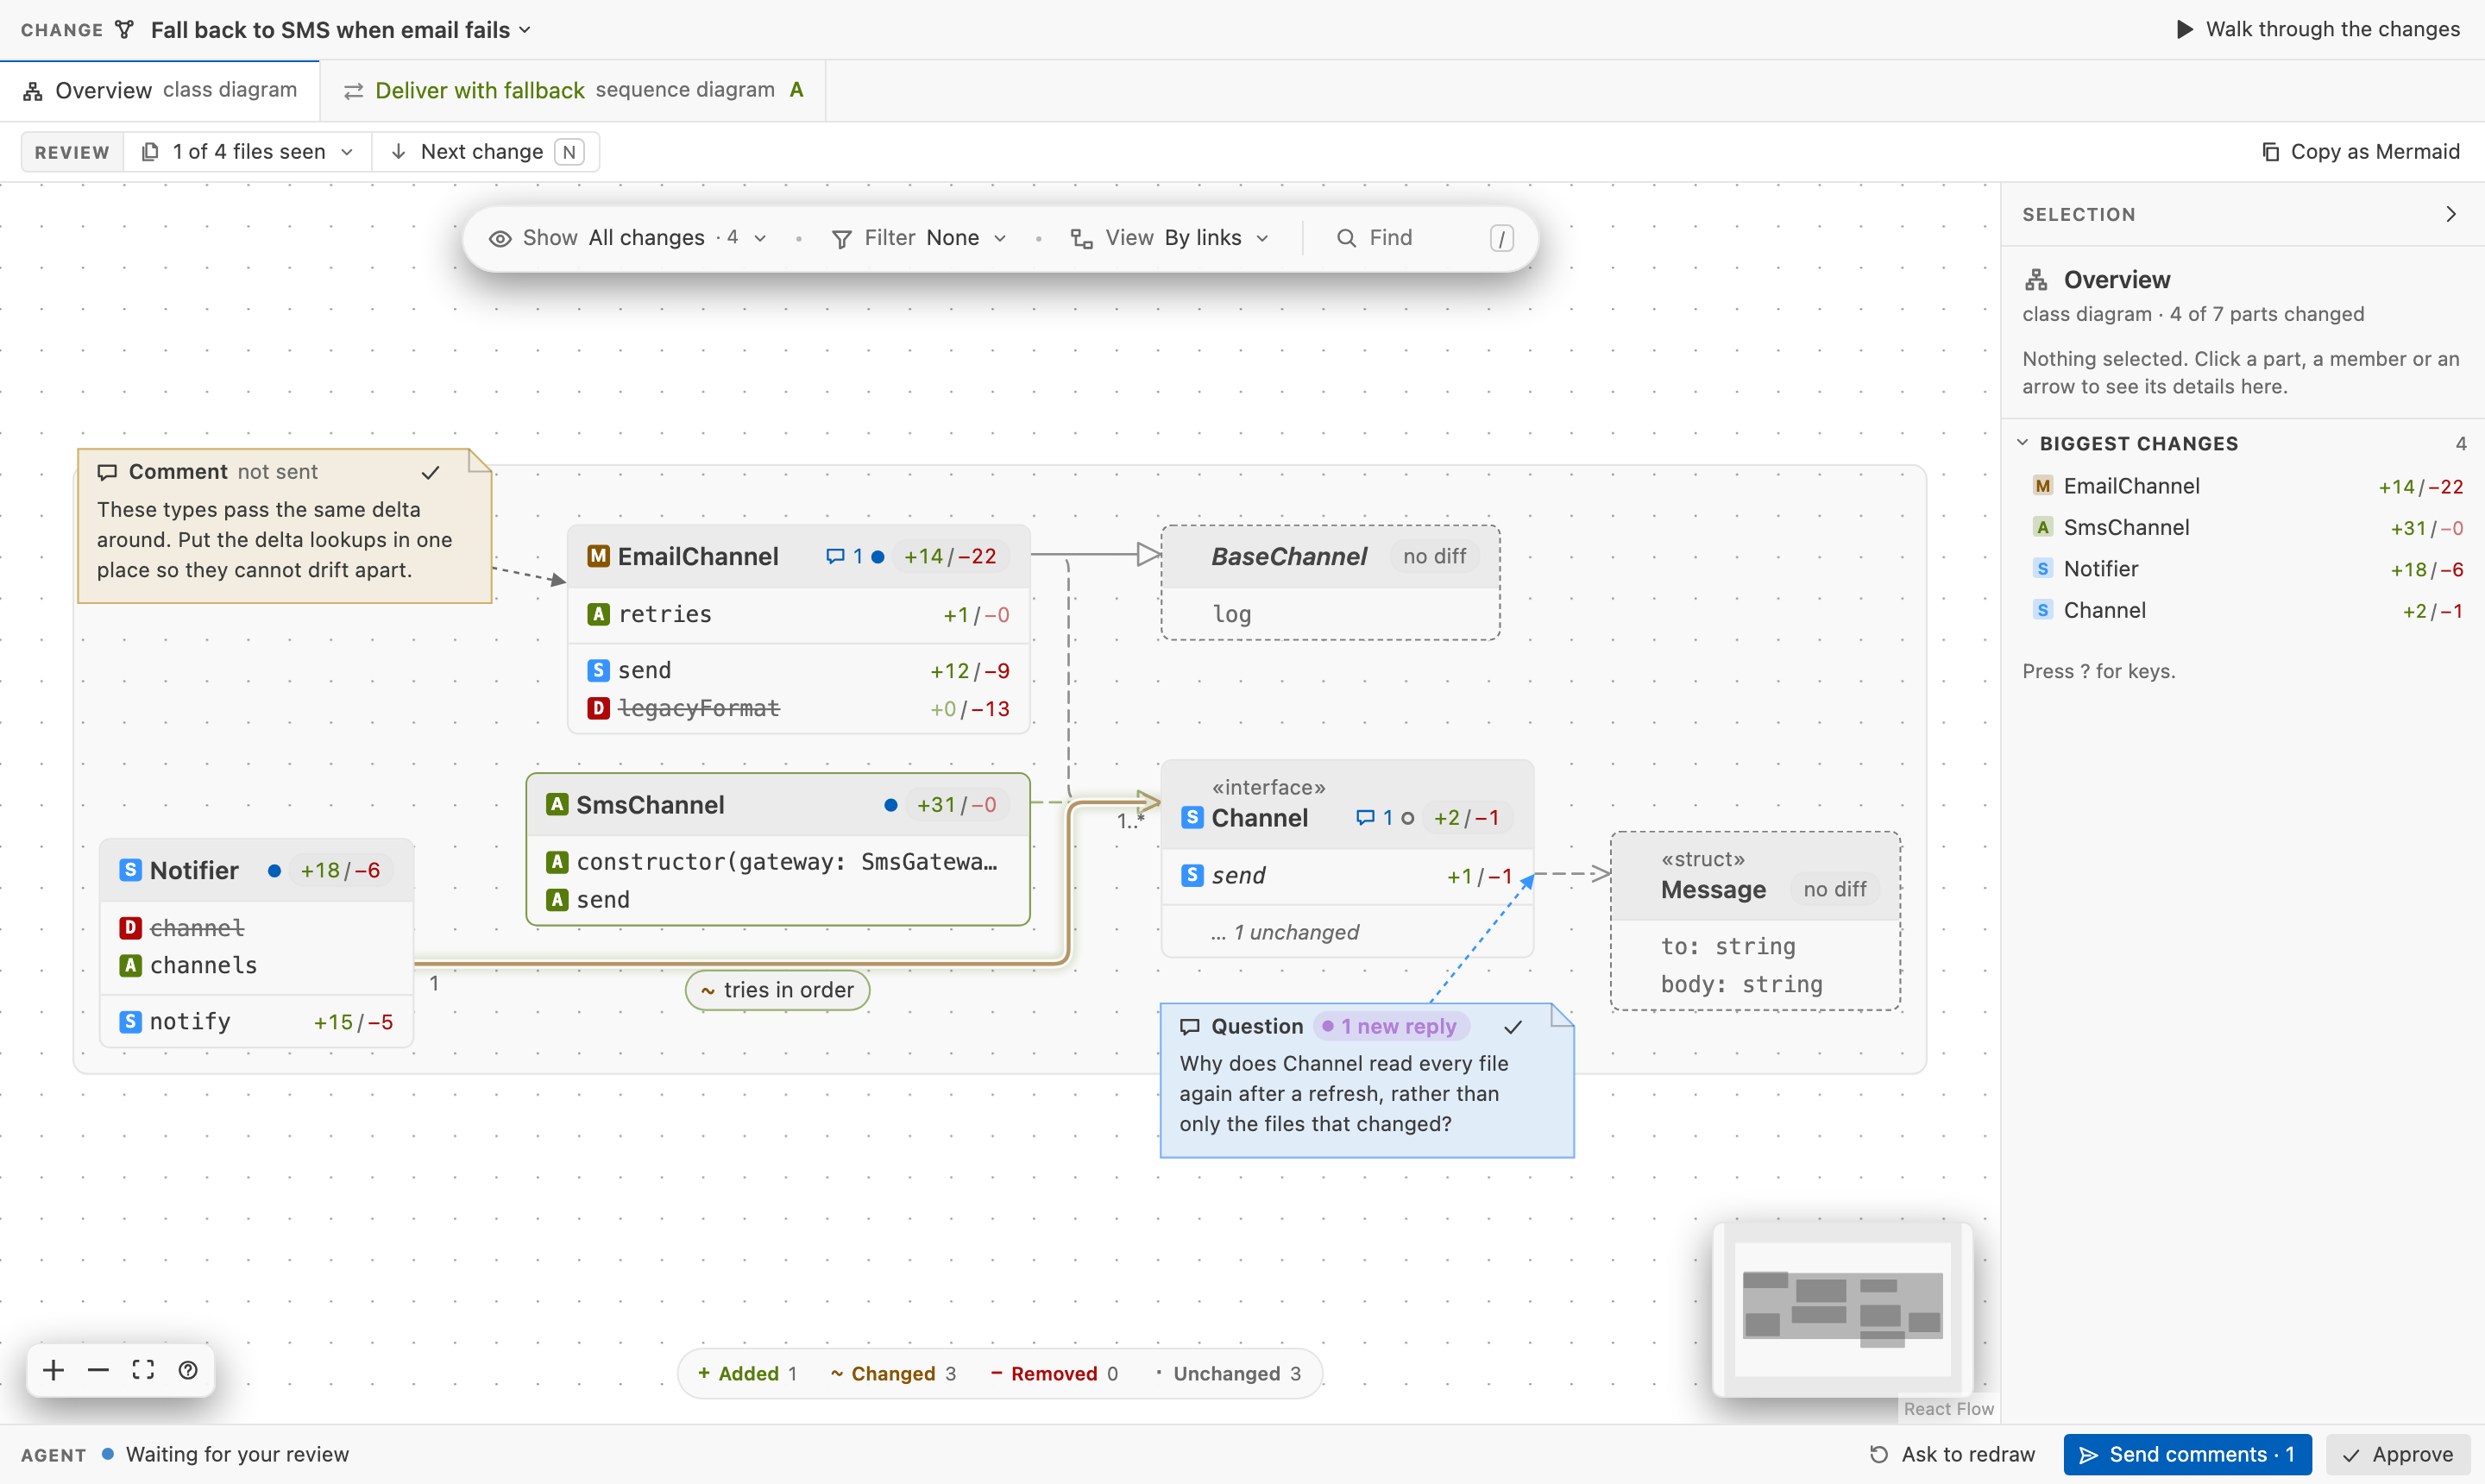 CHANGE Fall back to SMS when email fails
Walk through the changes
Overview class diagram
Deliver with fallback sequence diagram A
REVIEW 1 of 4 files seen Next change N
Copy as Mermaid
Show All changes · 4 • Filter None • View By links Find /
SELECTION
Overview
class diagram · 4 of 7 parts changed
Nothing selected. Click a part, a member or an
arrow to see its details here.
BIGGEST CHANGES 4
M EmailChannel +14/−22
A SmsChannel +31/−0
S Notifier +18/−6
S Channel +2/−1
Press ? for keys.
Comment not sent
These types pass the same delta
around. Put the delta lookups in one
place so they cannot drift apart.
M EmailChannel 1 +14/−22
A retries +1/−0
S send +12/−9
D legacyFormat +0/−13
BaseChannel no diff
log
A SmsChannel +31/−0
A constructor(gateway: SmsGatewa…
A send
1..*
«interface»
S Channel 1 +2/−1
S send +1/−1
... 1 unchanged
«struct»
Message no diff
to: string
body: string
S Notifier +18/−6
D channel
A channels
S notify +15/−5
1
~ tries in order
Question 1 new reply
Why does Channel read every file
again after a refresh, rather than
only the files that changed?
+ Added 1 ~ Changed 3 − Removed 0 · Unchanged 3
React Flow
AGENT Waiting for your review
Ask to redraw
Send comments · 1
Approve